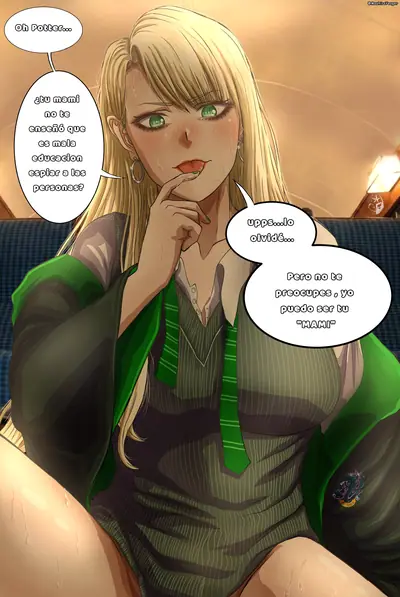 Oh Potter...
¿tu mami
no te
enseñó que
es mala
educacion
espiar a las
personas?
upps...lo
olvidé...
Pero no te
preocupes , yo
puedo ser tu
"MAMI"